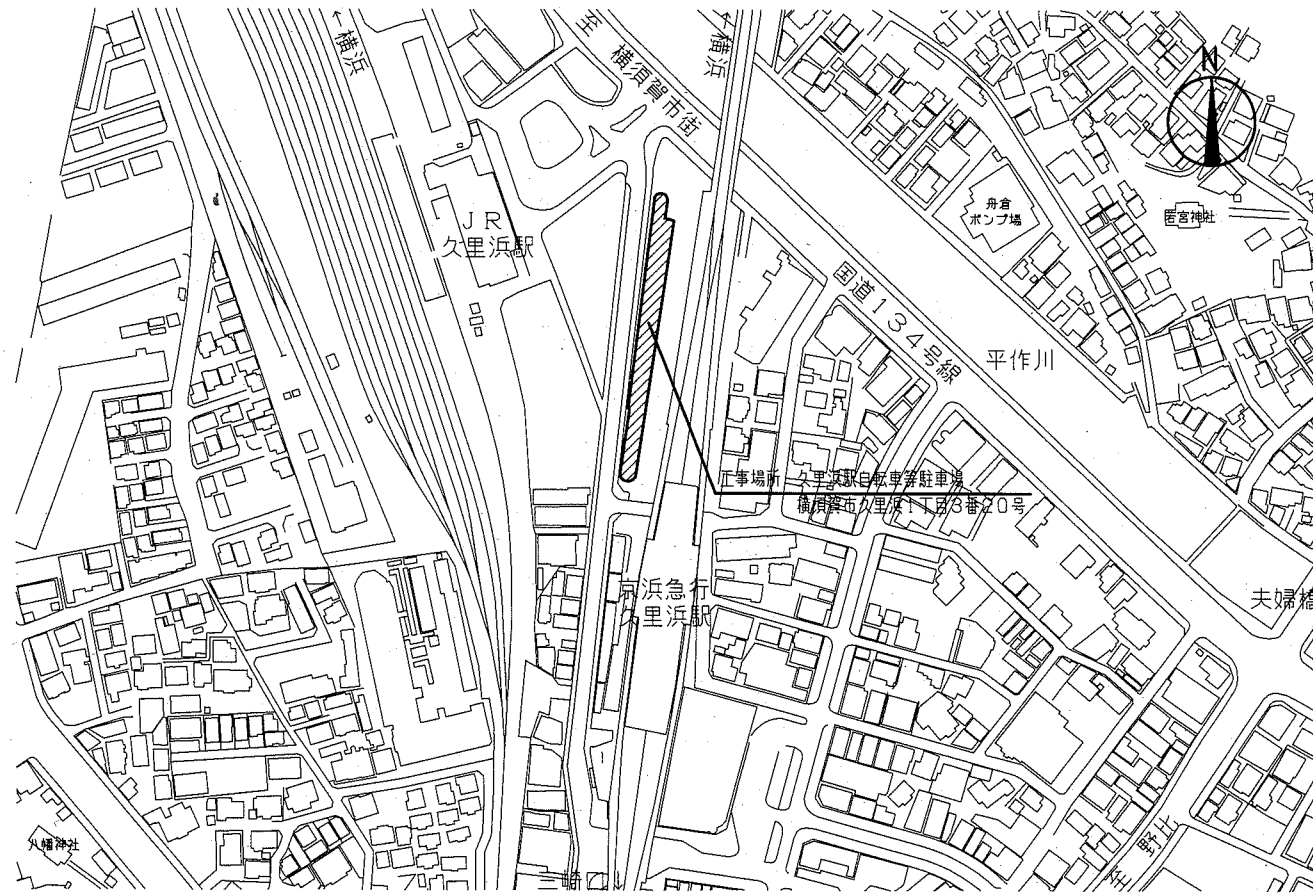 ←横浜
至 横須賀市街
←横浜
N
JR
久里浜駅
舟倉
ポンプ場
若宮神社
国道134号線
平作川
工事場所 久里浜駅自転車等駐車場
横須賀市久里浜1丁目3番20号
京浜急行
久里浜駅
夫婦橋
八幡神社
三崎口
至 野比